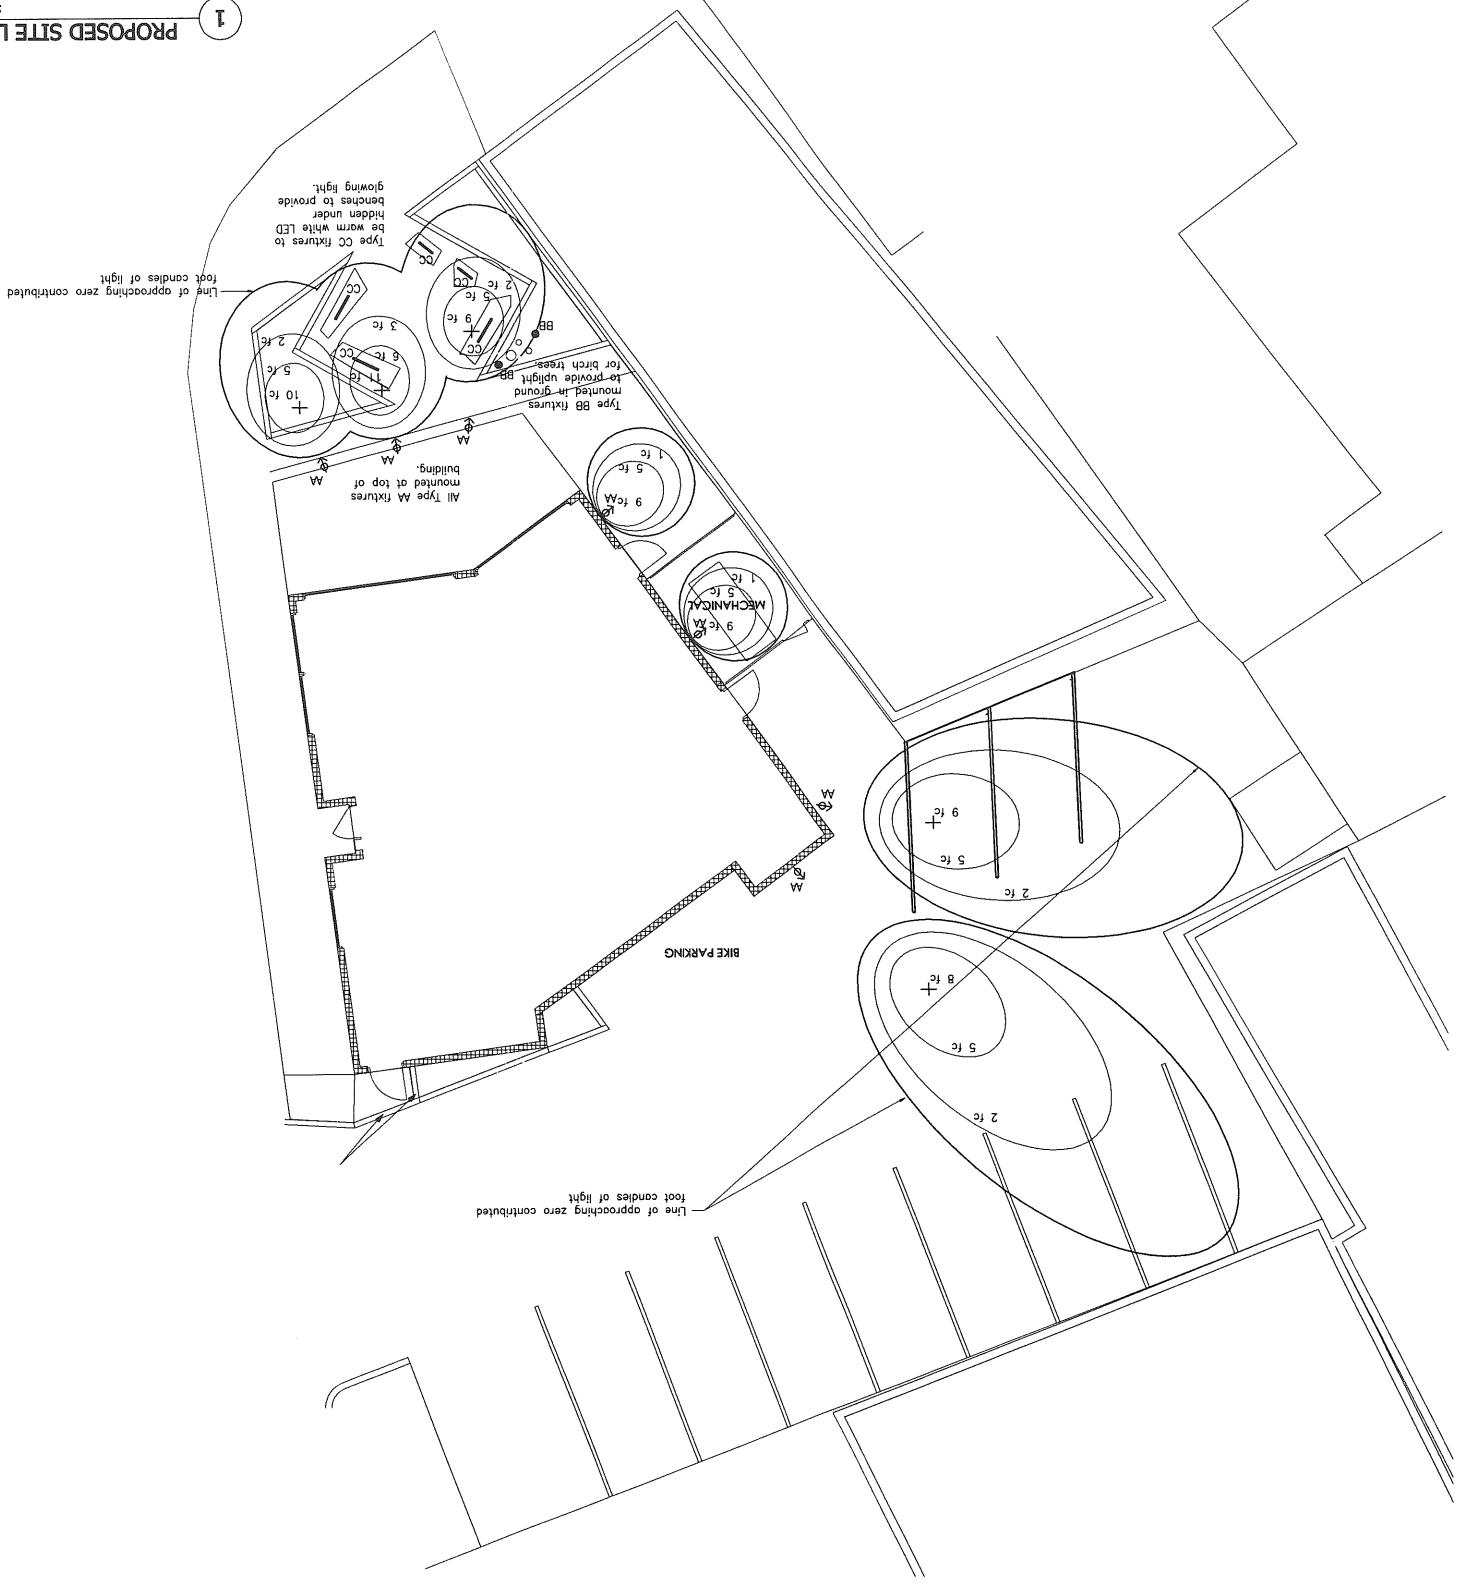 Line of approaching zero contributed
foot candles of light
2 fc
5 fc
8 fc
BIKE PARKING
2 fc
AA
5 fc
9 fc
AA
9 fc
AA
MECHANICAL
5 fc
1 fc
9 fc
AA
5 fc
1 fc
All Type AA fixtures
mounted at top of
building.
AA
AA
AA
Type BB fixtures
mounted in ground
to provide uplight
for birch trees.
BB
BB
10 fc
5 fc
2 fc
11 fc
6 fc
3 fc
CC
CC
9 fc
5 fc
2 fc
CC
CC
CC
Line of approaching zero contributed
foot candles of light
Type CC fixtures to
be warm white LED
hidden under
benches to provide
glowing light.
1
PROPOSED SITE L